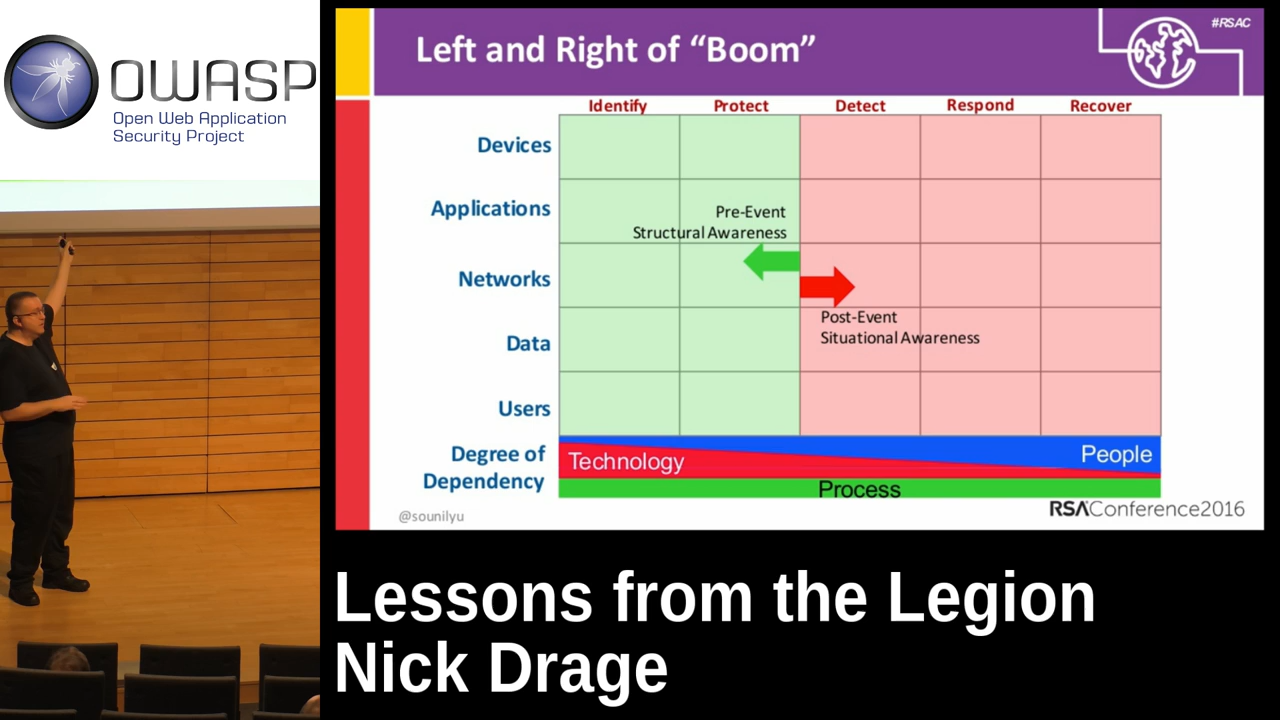 OWASP
Open Web Application
Security Project
Left and Right of “Boom”
#RSAC
Identify Protect Detect Respond Recover
Devices
Applications
Networks
Data
Users
Pre-Event
Structural Awareness
Post-Event
Situational Awareness
Degree of
Dependency
Technology
People
Process
@sounilyu
RSAConference2016
Lessons from the Legion
Nick Drage